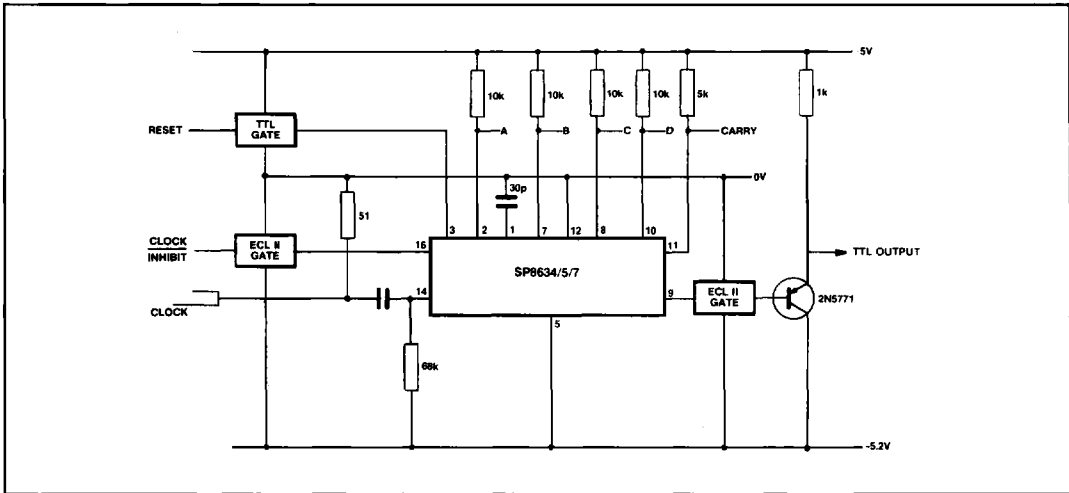 5V
10k
10k
10k
10k
5k
1k
RESET
TTL
GATE
A
B
C
D
CARRY
0V
30p
51
3
2
1
7
12
8
10
CLOCK
INHIBIT
ECL II
GATE
16
11
SP8634/5/7
TTL OUTPUT
CLOCK
14
9
ECL II
GATE
2N5771
5
68k
-5.2V